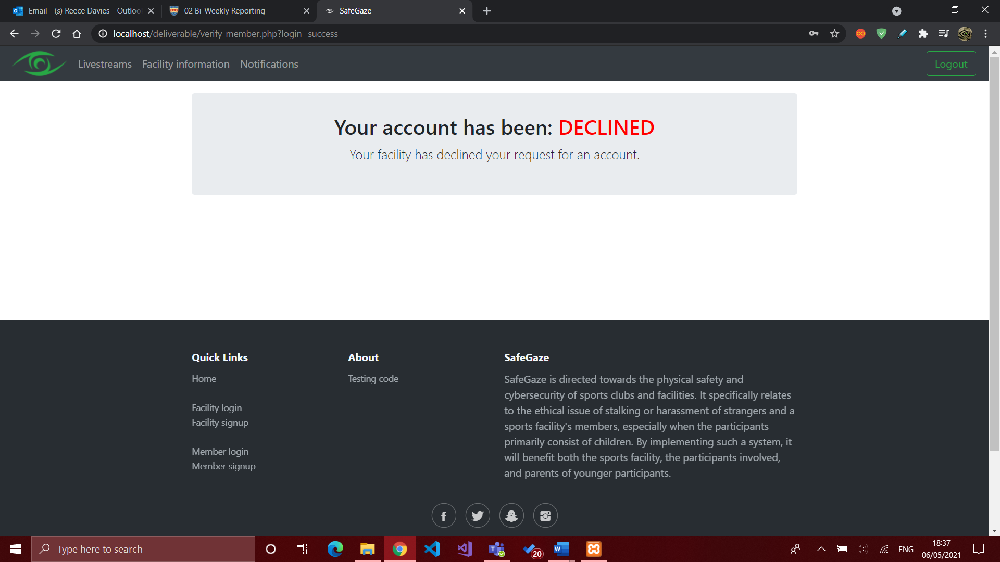 Email - (s) Reece Davies - Outloo
02 Bi-Weekly Reporting
SafeGaze
localhost/deliverable/verify-member.php?login=success
Livestreams
Facility information
Notifications
Logout
Your account has been: DECLINED
Your facility has declined your request for an account.
Quick Links
Home
Facility login
Facility signup
Member login
Member signup
About
Testing code
SafeGaze
SafeGaze is directed towards the physical safety and
cybersecurity of sports clubs and facilities. It specifically relates
to the ethical issue of stalking or harassment of strangers and a
sports facility's members, especially when the participants
primarily consist of children. By implementing such a system, it
will benefit both the sports facility, the participants involved,
and parents of younger participants.
Type here to search
20
ENG
18:37
06/05/2021